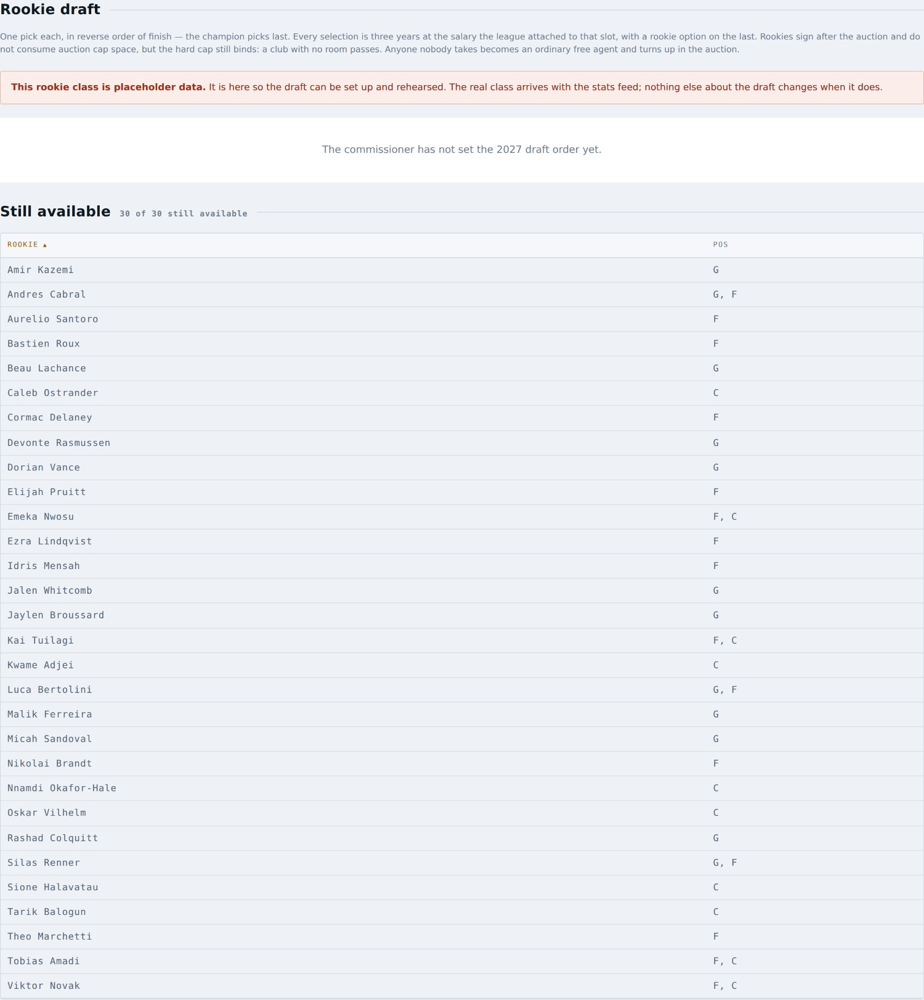 Rookie draft
One pick each, in reverse order of finish — the champion picks last. Every selection is three years at the salary the league attached to that slot, with a rookie option on the last. Rookies sign after the auction and do
not consume auction cap space, but the hard cap still binds: a club with no room passes. Anyone nobody takes becomes an ordinary free agent and turns up in the auction.
This rookie class is placeholder data. It is here so the draft can be set up and rehearsed. The real class arrives with the stats feed; nothing else about the draft changes when it does.
The commissioner has not set the 2027 draft order yet.
Still available 30 of 30 still available
ROOKIE ▲ POS
Amir Kazemi G
Andres Cabral G, F
Aurelio Santoro F
Bastien Roux F
Beau Lachance G
Caleb Ostrander C
Cormac Delaney F
Devonte Rasmussen G
Dorian Vance G
Elijah Pruitt F
Emeka Nwosu F, C
Ezra Lindqvist F
Idris Mensah F
Jalen Whitcomb G
Jaylen Broussard G
Kai Tuilagi F, C
Kwame Adjei C
Luca Bertolini G, F
Malik Ferreira G
Micah Sandoval G
Nikolai Brandt F
Nnamdi Okafor-Hale C
Oskar Vilhelm C
Rashad Colquitt G
Silas Renner G, F
Sione Halavatau C
Tarik Balogun C
Theo Marchetti F
Tobias Amadi F, C
Viktor Novak F, C